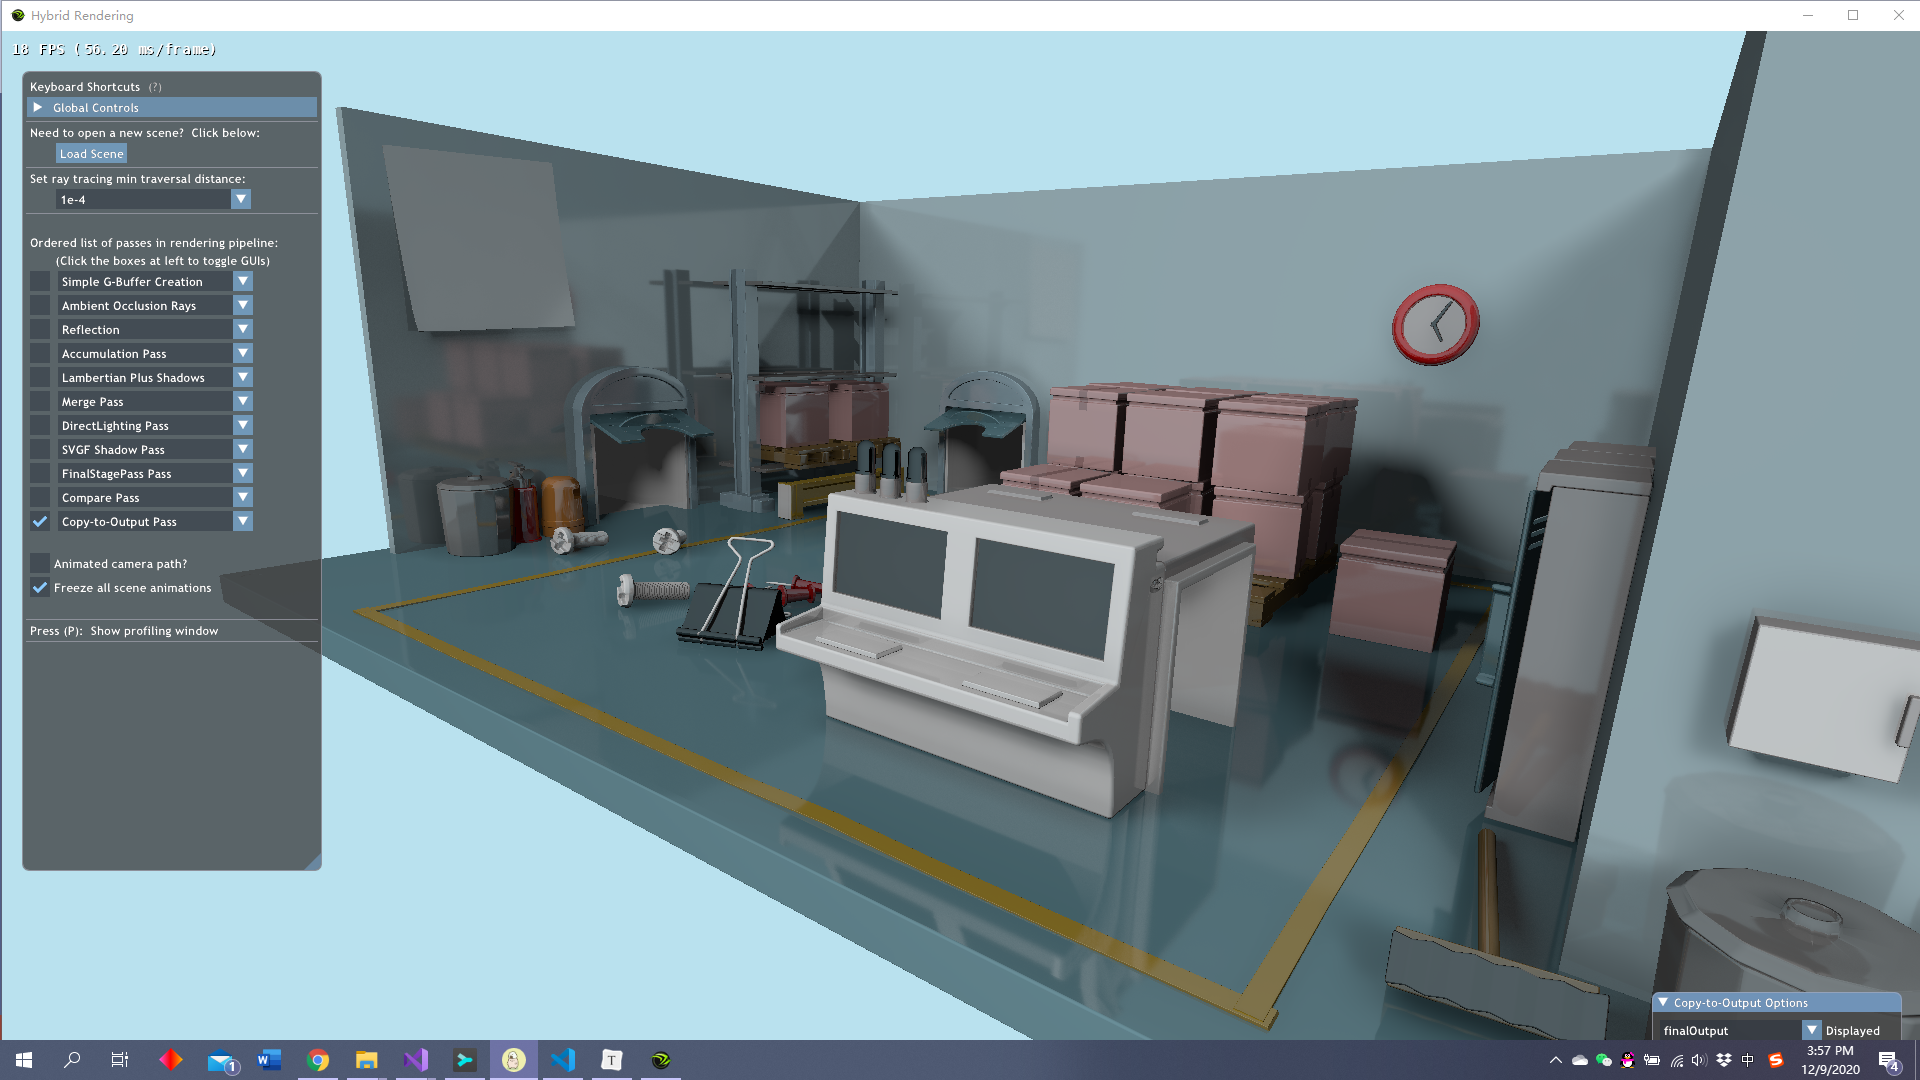 Hybrid Rendering
18 FPS (56.20 ms/frame)
Keyboard Shortcuts (?)
Global Controls
Need to open a new scene? Click below:
Load Scene
Set ray tracing min traversal distance:
1e-4
Ordered list of passes in rendering pipeline:
(Click the boxes at left to toggle GUIs)
Simple G-Buffer Creation
Ambient Occlusion Rays
Reflection
Accumulation Pass
Lambertian Plus Shadows
Merge Pass
DirectLighting Pass
SVGF Shadow Pass
FinalStagePass Pass
Compare Pass
Copy-to-Output Pass
Animated camera path?
Freeze all scene animations
Press (P): Show profiling window
Copy-to-Output Options
finalOutput Displayed
1
W
T
中
S
3:57 PM
12/9/2020
4